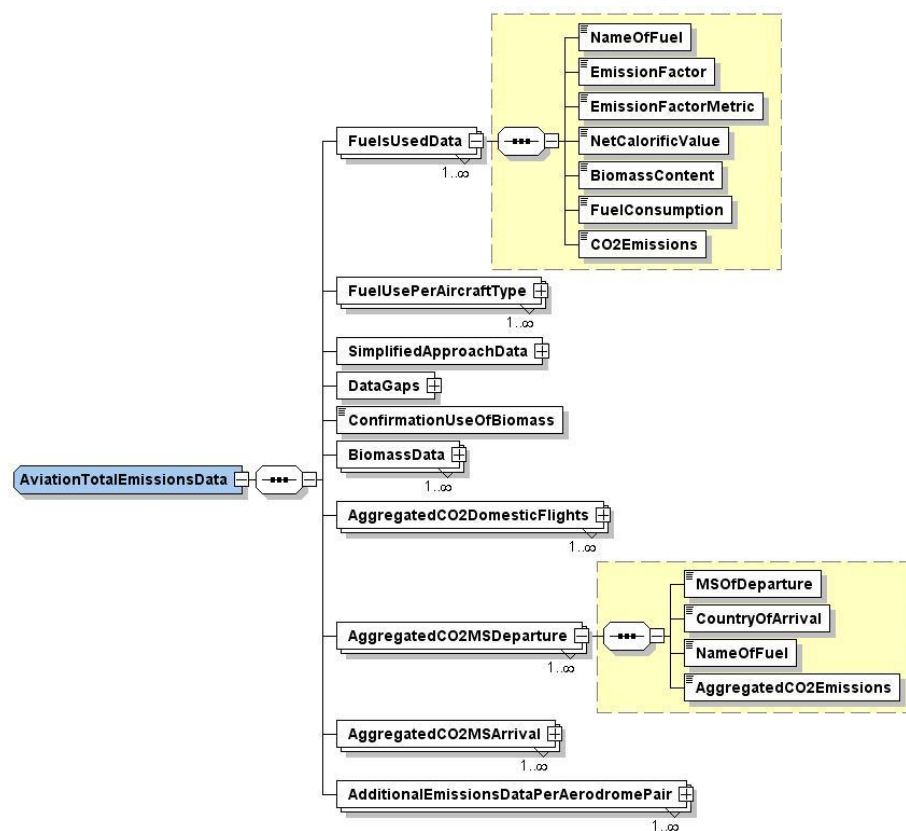 NameOfFuel
EmissionFactor
EmissionFactorMetric
FuelsUsedData
NetCalorificValue
1..∞
BiomassContent
FuelConsumption
CO2Emissions
FuelUsePerAircraftType
1..∞
SimplifiedApproachData
DataGaps
ConfirmationUseOfBiomass
BiomassData
1..∞
AviationTotalEmissionsData
AggregatedCO2DomesticFlights
1..∞
MSOfDeparture
CountryOfArrival
AggregatedCO2MSDeparture
1..∞
NameOfFuel
AggregatedCO2Emissions
AggregatedCO2MSArrival
1..∞
AdditionalEmissionsDataPerAerodromePair
1..∞